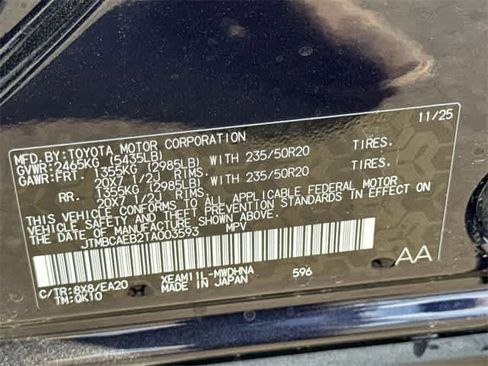 MFD.BY:TOYOTA MOTOR CORPORATION 11/25
GVWR:2465KG (5435LB)
GAWR:FRT. 1355KG (2985LB) WITH 235/50R20 TIRES.
20X7 1/2J RIMS.
RR. 1355KG (2985LB) WITH 235/50R20 TIRES.
20X7 1/2J RIMS.
THIS VEHICLE CONFORMS TO ALL APPLICABLE FEDERAL MOTOR
VEHICLE SAFETY AND THEFT PREVENTION STANDARDS IN EFFECT
ON THE DATE OF MANUFACTURE SHOWN ABOVE.
JTMBCAEB2TA003593 MPV
AA
C/TR:8X8/EA20 XEAM11L-MWDHNA 596
TM:QK10 MADE IN JAPAN